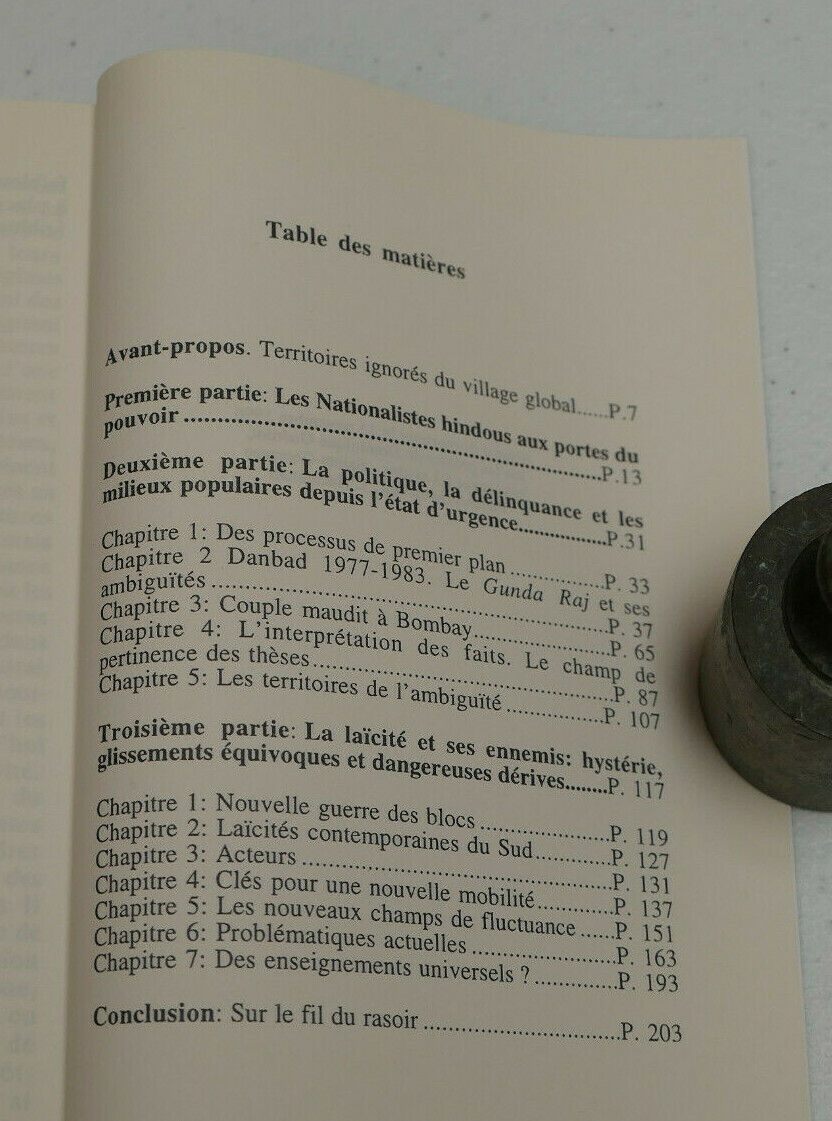 Table des matières
Avant-propos. Territoires ignorés du village global......P.7
Première partie: Les Nationalistes hindous aux portes du
pouvoir..............................................................P.13
Deuxième partie: La politique, la délinquance et les
milieux populaires depuis l'état d'urgence................P.31
Chapitre 1: Des processus de premier plan ...............P. 33
Chapitre 2 Danbad 1977-1983. Le Gunda Raj et ses
ambiguïtés ...............................................................P. 37
Chapitre 3: Couple maudit à Bombay......................P. 65
Chapitre 4: L'interprétation des faits. Le champ de
pertinence des thèses...............................................P. 87
Chapitre 5: Les territoires de l'ambiguïté ...............P. 107
Troisième partie: La laïcité et ses ennemis: hystérie,
glissements équivoques et dangereuses dérives........P. 117
Chapitre 1: Nouvelle guerre des blocs ....................P. 119
Chapitre 2: Laïcités contemporaines du Sud............P. 127
Chapitre 3: Acteurs ................................................P. 131
Chapitre 4: Clés pour une nouvelle mobilité............P. 137
Chapitre 5: Les nouveaux champs de fluctuance ......P. 151
Chapitre 6: Problématiques actuelles ......................P. 163
Chapitre 7: Des enseignements universels ?.............P. 193
Conclusion: Sur le fil du rasoir ..............................P. 203